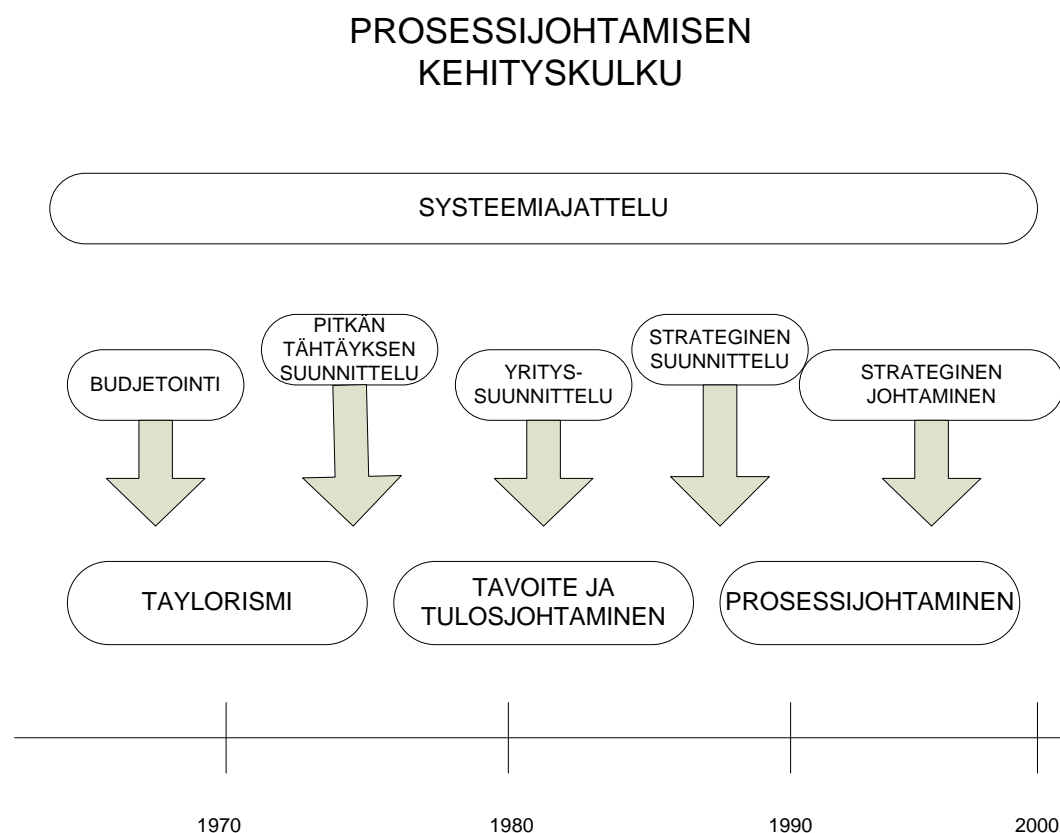 PROSESSIJOHTAMISEN
KEHITYSKULKU
SYSTEEMIAJATTELU
BUDJETOINTI
PITKÄN
TÄHTÄYKSEN
SUUNNITTELU
YRITYS-
SUUNNITTELU
STRATEGINEN
SUUNNITTELU
STRATEGINEN
JOHTAMINEN
TAYLORISMI
TAVOITE JA
TULOSJOHTAMINEN
PROSESSIJOHTAMINEN
1970
1980
1990
2000